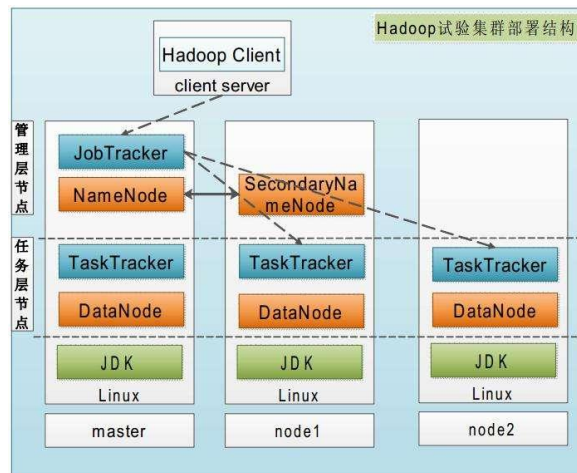 Hadoop试验集群部署结构
Hadoop Client
client server
管理层节点
JobTracker
NameNode
SecondaryNa
meNode
任务层节点
TaskTracker
TaskTracker
TaskTracker
DataNode
DataNode
DataNode
JDK
JDK
JDK
Linux
Linux
Linux
master
node1
node2